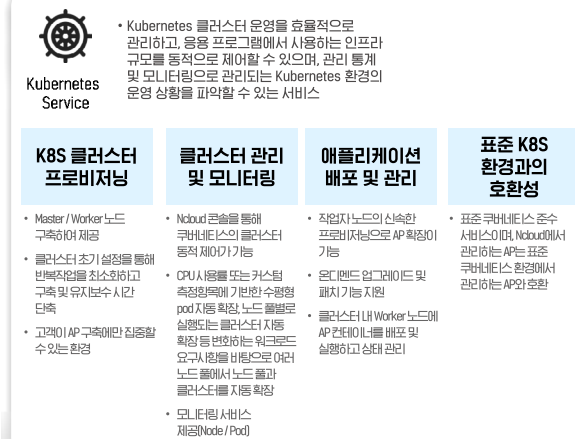 Kubernetes
Service
• Kubernetes 클러스터 운영을 효율적으로
관리하고, 응용 프로그램에서 사용하는 인프라
규모를 동적으로 제어할 수 있으며, 관리 통계
및 모니터링으로 관리되는 Kubernetes 환경의
운영 상황을 파악할 수 있는 서비스
K8S 클러스터
프로비저닝
• Master / Worker 노드
구축하여 제공
• 클러스터 초기 설정을 통해
반복작업을 최소화하고
구축 및 유지보수 시간
단축
• 고객이 AP 구축에만 집중할
수 있는 환경
클러스터 관리
및 모니터링
• Ncloud 콘솔을 통해
쿠버네티스의 클러스터
동적 제어가 가능
• CPU 사용률 또는 커스텀
측정항목에 기반한 수평형
pod 자동 확장, 노드 풀별로
실행되는 클러스터 자동
확장 등 변화하는 워크로드
요구사항을 바탕으로 여러
노드 풀에서 노드 풀과
클러스터를 자동 확장
• 모니터링 서비스
제공(Node / Pod)
애플리케이션
배포 및 관리
• 작업자 노드의 신속한
프로비저닝으로 AP 확장이
가능
• 온디멘드 업그레이드 및
패치 기능 지원
• 클러스터 내 Worker 노드에
AP 컨테이너를 배포 및
실행하고 상태 관리
표준 K8S
환경과의
호환성
• 표준 쿠버네티스 준수
서비스이며, Ncloud에서
관리하는 AP는 표준
쿠버네티스 환경에서
관리하는 AP와 호환